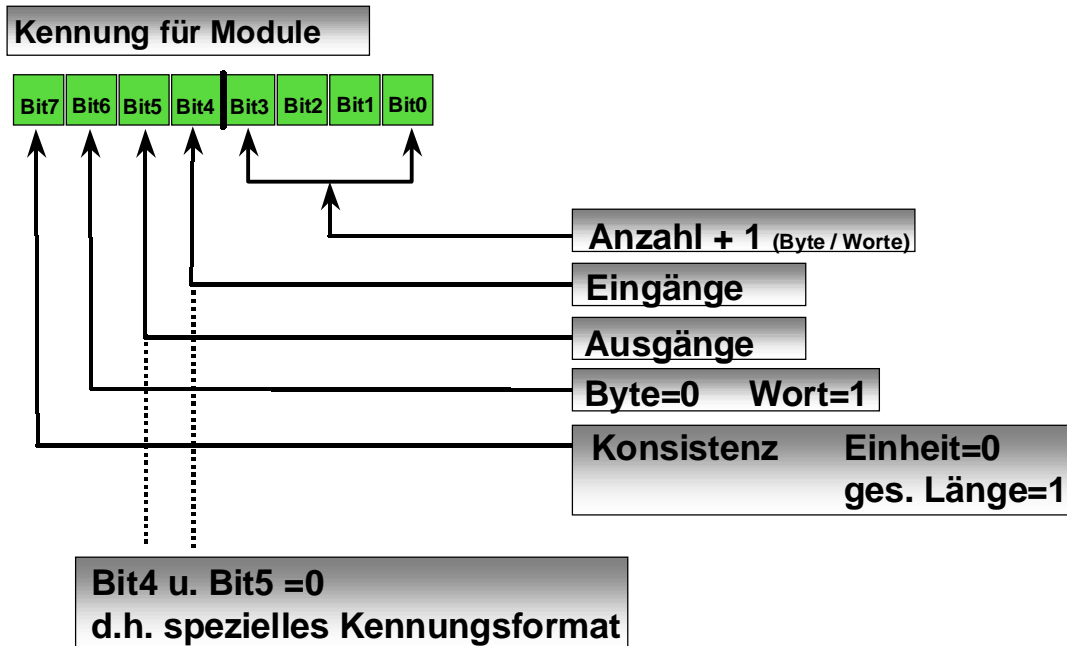 Kennung für Module
Bit7 Bit6 Bit5 Bit4 Bit3 Bit2 Bit1 Bit0
Anzahl + 1 (Byte / Worte)
Eingänge
Ausgänge
Byte=0 Wort=1
Konsistenz Einheit=0
ges. Länge=1
Bit4 u. Bit5 =0
d.h. spezielles Kennungsformat